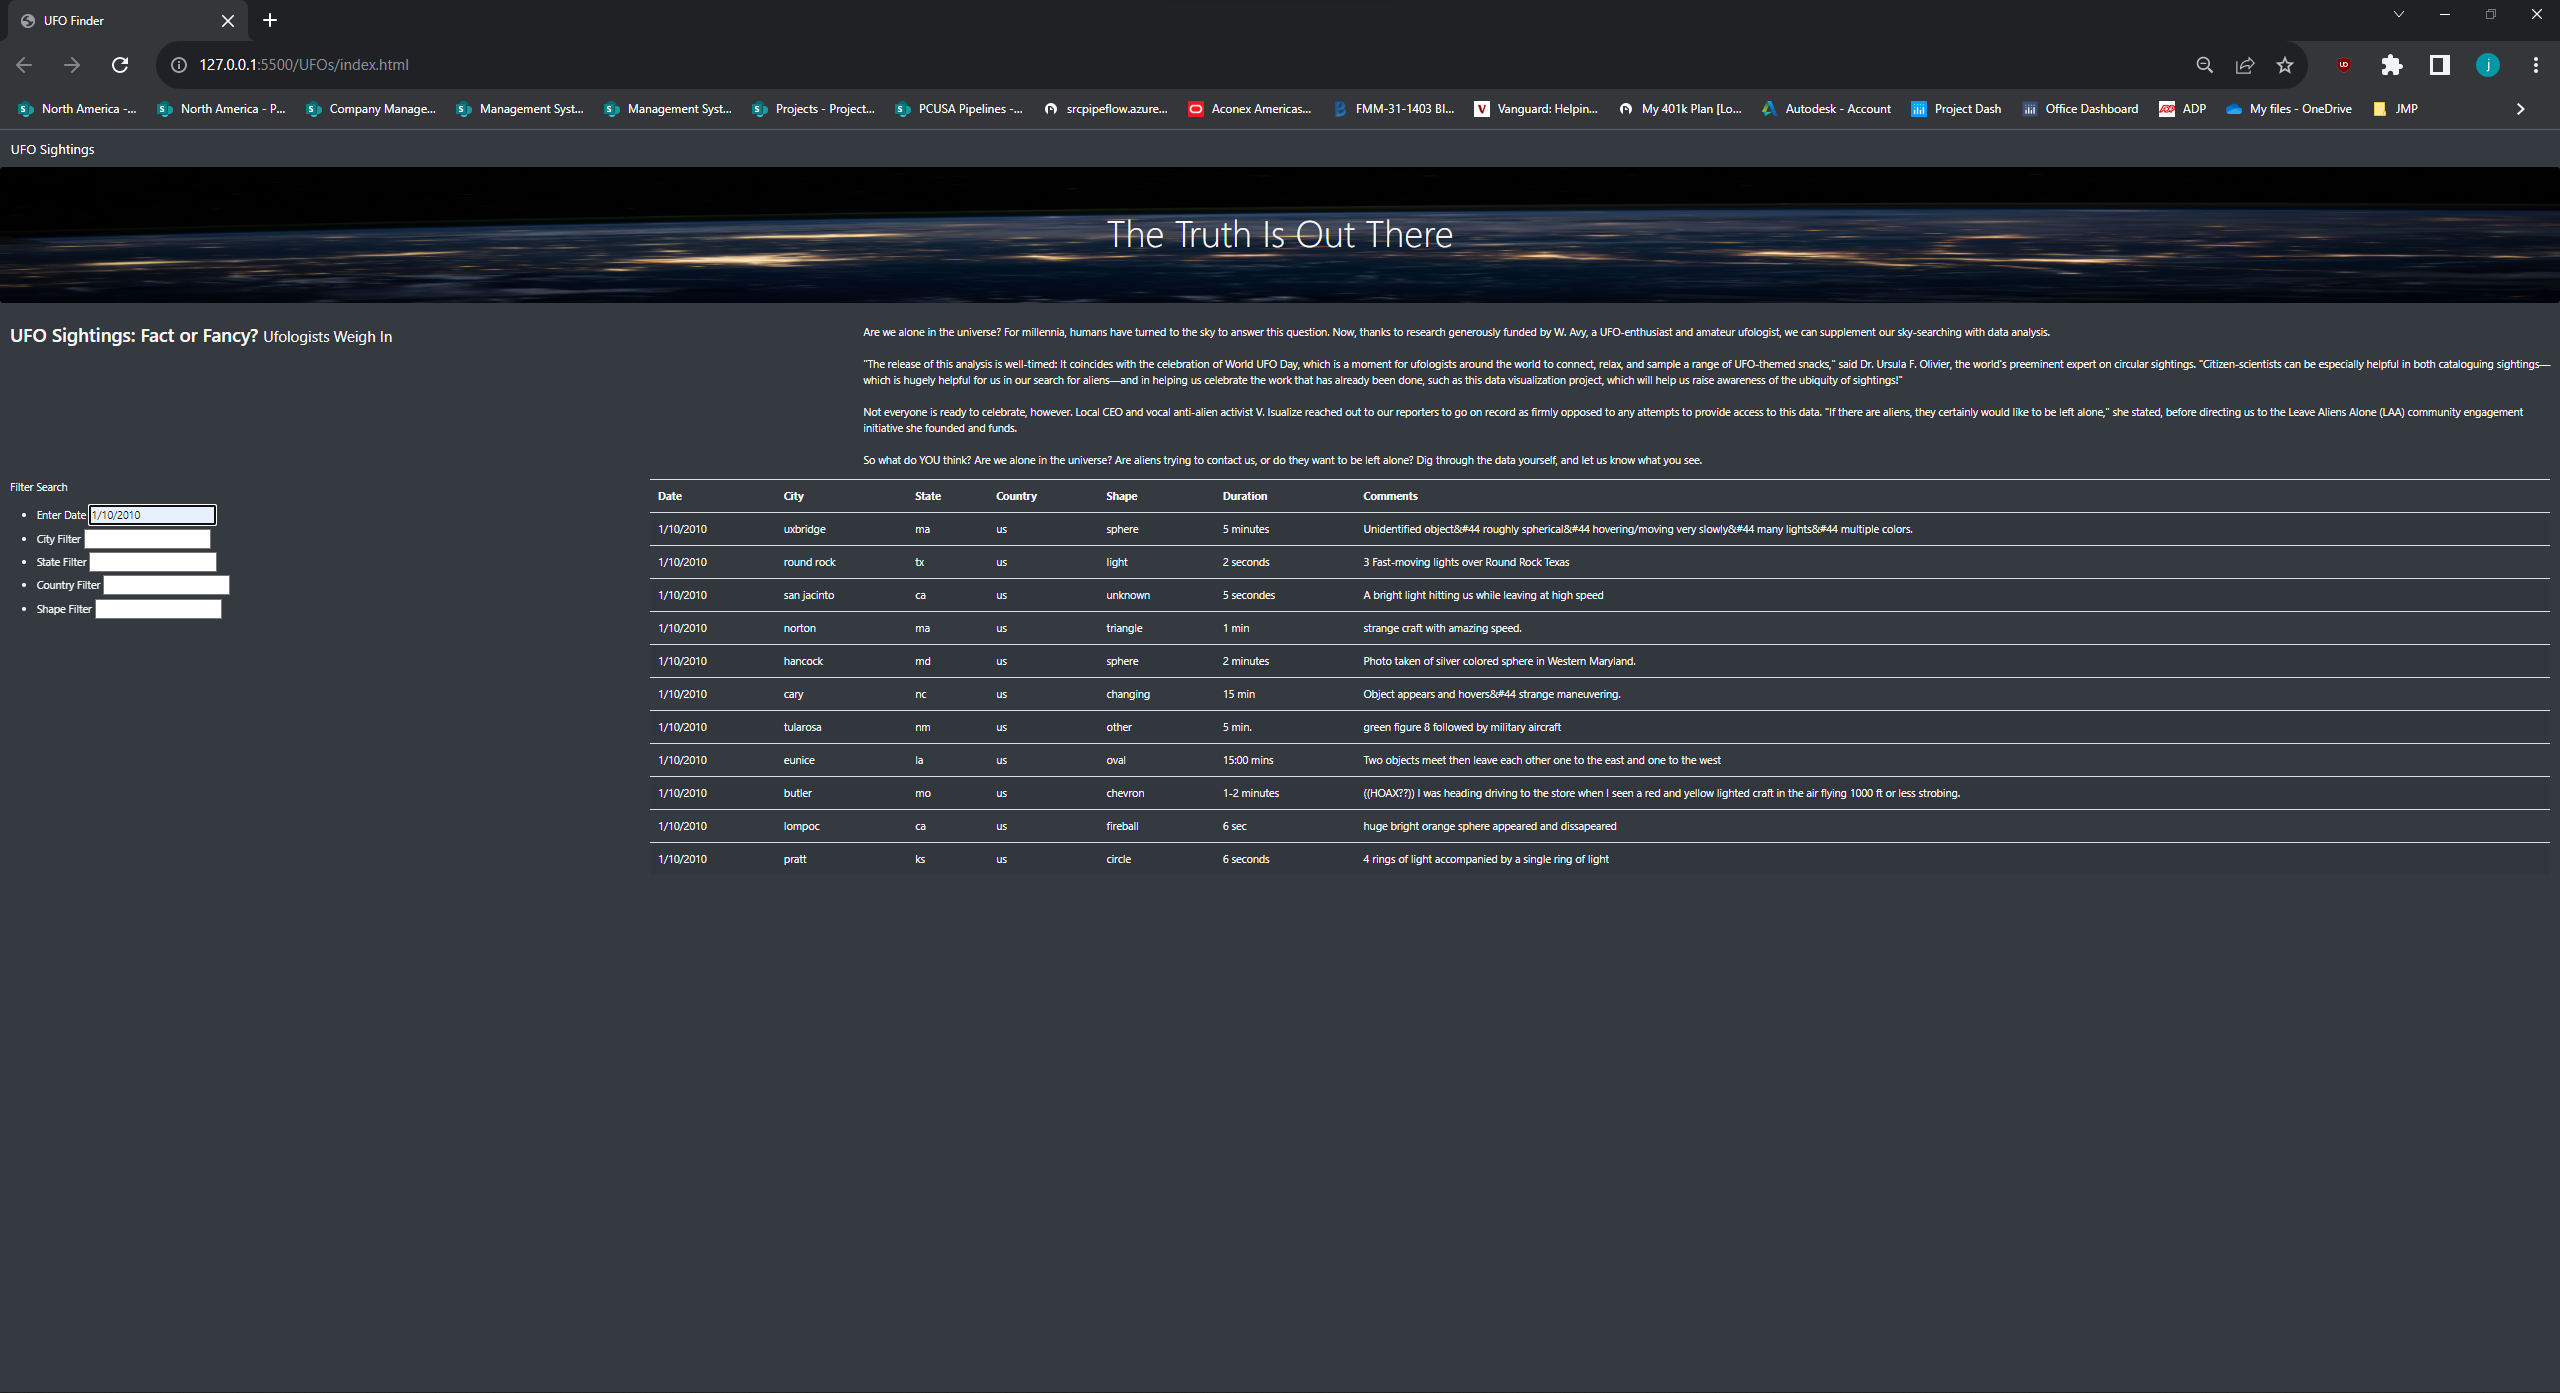 UFO Finder
127.0.0.1:5500/UFOs/index.html
j
North America -... North America - P... Company Manage... Management Syst... Management Syst... Projects - Project... PCUSA Pipelines -... srcpipeflow.azure... Aconex Americas... FMM-31-1403 Bl... Vanguard: Helpin... My 401k Plan [Lo... Autodesk - Account Project Dash Office Dashboard ADP My files - OneDrive JMP
UFO Sightings
The Truth Is Out There
UFO Sightings: Fact or Fancy? Ufologists Weigh In
Are we alone in the universe? For millennia, humans have turned to the sky to answer this question. Now, thanks to research generously funded by W. Avy, a UFO-enthusiast and amateur ufologist, we can supplement our sky-searching with data analysis.
"The release of this analysis is well-timed: It coincides with the celebration of World UFO Day, which is a moment for ufologists around the world to connect, relax, and sample a range of UFO-themed snacks," said Dr. Ursula F. Olivier, the world's preeminent expert on circular sightings. "Citizen-scientists can be especially helpful in both cataloguing sightings—
which is hugely helpful for us in our search for aliens—and in helping us celebrate the work that has already been done, such as this data visualization project, which will help us raise awareness of the ubiquity of sightings!"
Not everyone is ready to celebrate, however. Local CEO and vocal anti-alien activist V. Isualize reached out to our reporters to go on record as firmly opposed to any attempts to provide access to this data. "If there are aliens, they certainly would like to be left alone," she stated, before directing us to the Leave Aliens Alone (LAA) community engagement
initiative she founded and funds.
So what do YOU think? Are we alone in the universe? Are aliens trying to contact us, or do they want to be left alone? Dig through the data yourself, and let us know what you see.
Filter Search
Enter Date 1/10/2010
City Filter
State Filter
Country Filter
Shape Filter
Date City State Country Shape Duration Comments
1/10/2010 uxbridge ma us sphere 5 minutes Unidentified object&#44 roughly spherical&#44 hovering/moving very slowly&#44 many lights&#44 multiple colors.
1/10/2010 round rock tx us light 2 seconds 3 Fast-moving lights over Round Rock Texas
1/10/2010 san jacinto ca us unknown 5 secondes A bright light hitting us while leaving at high speed
1/10/2010 norton ma us triangle 1 min strange craft with amazing speed.
1/10/2010 hancock md us sphere 2 minutes Photo taken of silver colored sphere in Western Maryland.
1/10/2010 cary nc us changing 15 min Object appears and hovers&#44 strange maneuvering.
1/10/2010 tularosa nm us other 5 min. green figure 8 followed by military aircraft
1/10/2010 eunice la us oval 15:00 mins Two objects meet then leave each other one to the east and one to the west
1/10/2010 butler mo us chevron 1-2 minutes ((HOAX??)) I was heading driving to the store when I seen a red and yellow lighted craft in the air flying 1000 ft or less strobing.
1/10/2010 lompoc ca us fireball 6 sec huge bright orange sphere appeared and dissapeared
1/10/2010 pratt ks us circle 6 seconds 4 rings of light accompanied by a single ring of light